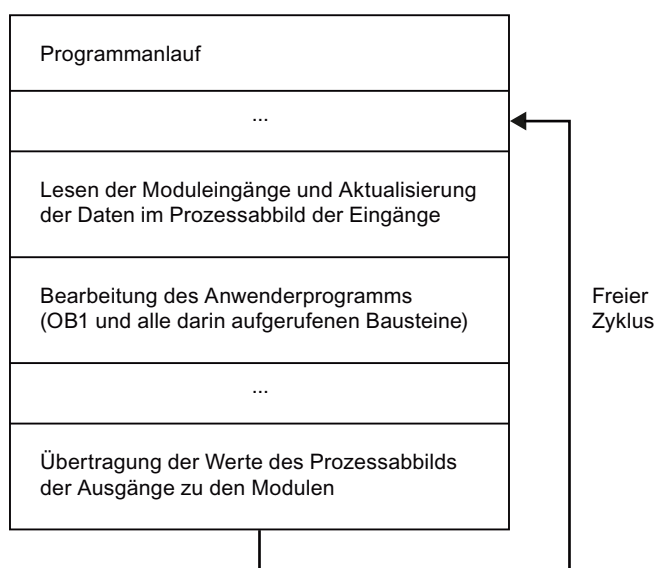 Programmanlauf
...
Lesen der Moduleingänge und Aktualisierung
der Daten im Prozessabbild der Eingänge
Bearbeitung des Anwenderprogramms
(OB1 und alle darin aufgerufenen Bausteine)
Freier
Zyklus
...
Übertragung der Werte des Prozessabbilds
der Ausgänge zu den Modulen